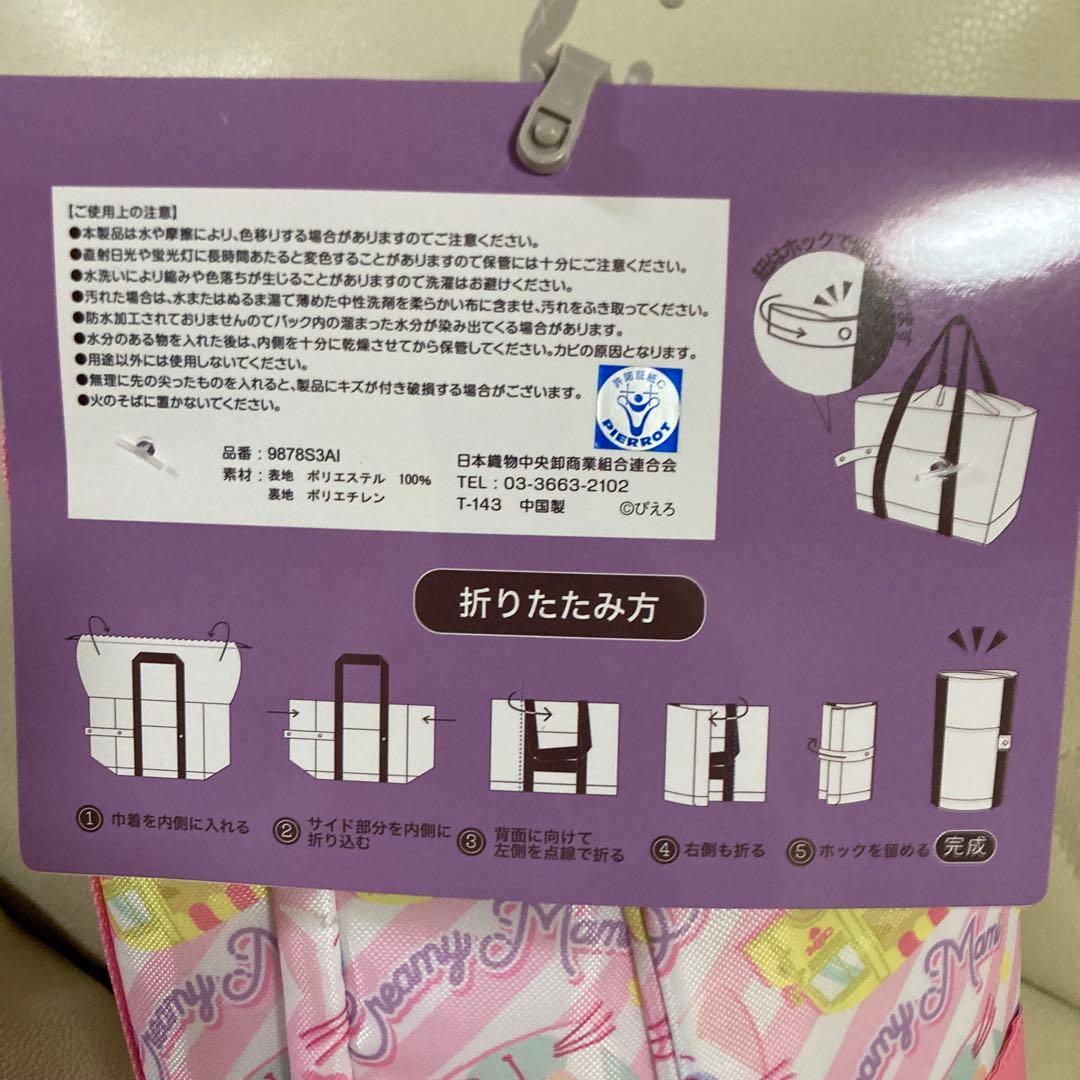 【ご使用上の注意】
●本製品は水や摩擦により、色移りする場合がありますのでご注意ください。
●直射日光や蛍光灯に長時間あたると変色することがありますので保管には十分にご注意ください。
●水洗いにより縮みや色落ちが生じることがありますので洗濯はお避けください。
●汚れた場合は、水またはぬるま湯で薄めた中性洗剤を柔らかい布に含ませ、汚れをふき取ってください。
●防水加工されておりませんのでバック内の溜まった水分が染み出てくる場合があります。
●水分のある物を入れた後は、内側を十分に乾燥させてから保管してください。カビの原因となります。
●用途以外には使用しないでください。
●無理に先の尖ったものを入れると、製品にキズが付き破損する場合がございます。
●火のそばに置かないでください。
許諾証紙C
PIERROT
品番：9878S3AI
素材：表地 ポリエステル 100%
裏地 ポリエチレン
日本織物中央卸商業組合連合会
TEL：03-3663-2102
T-143 中国製 ©ぴえろ
紐はホックで
ます
折りたたみ方
① 巾着を内側に入れる
② サイド部分を内側に
折り込む
③ 背面に向けて
左側を点線で折る
④ 右側も折る
⑤ ホックを留める
完成
Creamy Mami
eamy
Creamy Mam